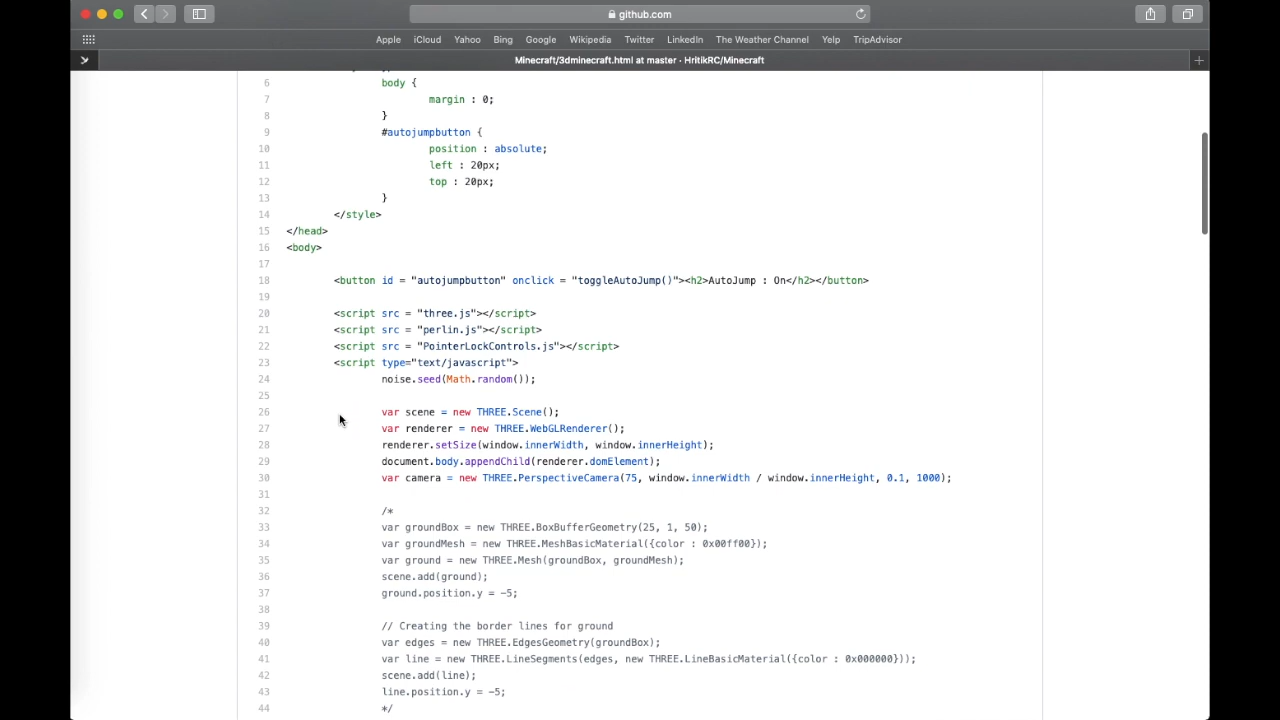 github.com
Apple iCloud Yahoo Bing Google Wikipedia Twitter LinkedIn The Weather Channel Yelp TripAdvisor
Minecraft/3dminecraft.html at master · HritikRC/Minecraft
6 body {
7 margin : 0;
8 }
9 #autojumpbutton {
10 position : absolute;
11 left : 20px;
12 top : 20px;
13 }
14 </style>
15 </head>
16 <body>
17
18 <button id = "autojumpbutton" onclick = "toggleAutoJump()"><h2>AutoJump : On</h2></button>
19
20 <script src = "three.js"></script>
21 <script src = "perlin.js"></script>
22 <script src = "PointerLockControls.js"></script>
23 <script type="text/javascript">
24 noise.seed(Math.random());
25
26 var scene = new THREE.Scene();
27 var renderer = new THREE.WebGLRenderer();
28 renderer.setSize(window.innerWidth, window.innerHeight);
29 document.body.appendChild(renderer.domElement);
30 var camera = new THREE.PerspectiveCamera(75, window.innerWidth / window.innerHeight, 0.1, 1000);
31
32 /*
33 var groundBox = new THREE.BoxBufferGeometry(25, 1, 50);
34 var groundMesh = new THREE.MeshBasicMaterial({color : 0x00ff00});
35 var ground = new THREE.Mesh(groundBox, groundMesh);
36 scene.add(ground);
37 ground.position.y = -5;
38
39 // Creating the border lines for ground
40 var edges = new THREE.EdgesGeometry(groundBox);
41 var line = new THREE.LineSegments(edges, new THREE.LineBasicMaterial({color : 0x000000}));
42 scene.add(line);
43 line.position.y = -5;
44 */